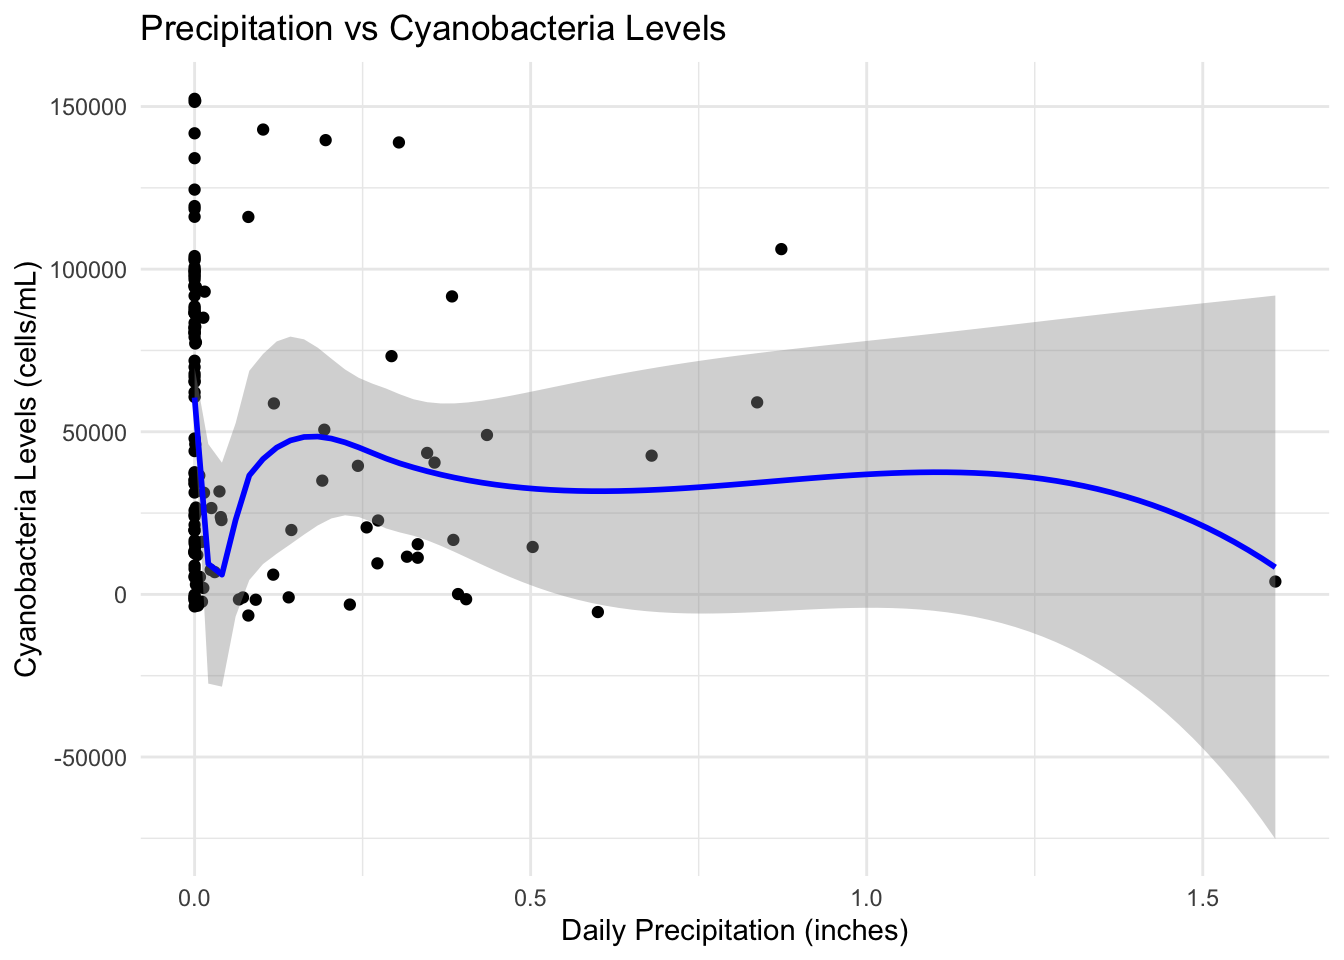 Precipitation vs Cyanobacteria Levels
Cyanobacteria Levels (cells/mL)
150000
100000
50000
0
-50000
0.0 0.5 1.0 1.5
Daily Precipitation (inches)